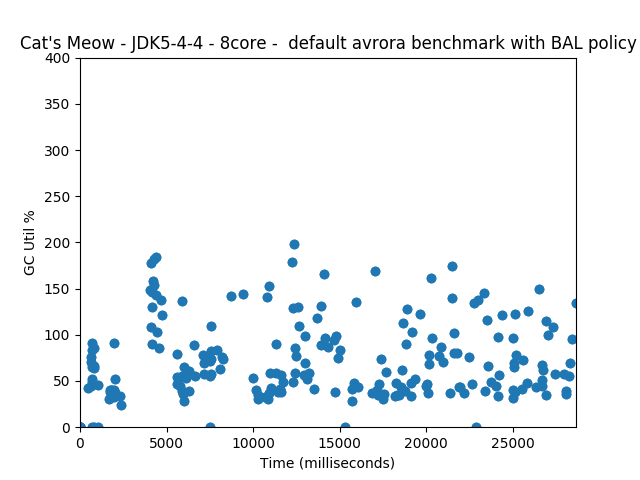 Cat's Meow - JDK5-4-4 - 8core -  default avrora benchmark with BAL policy
400
350
300
250
200
150
100
50
0
GC Util %
0 5000 10000 15000 20000 25000
Time (milliseconds)